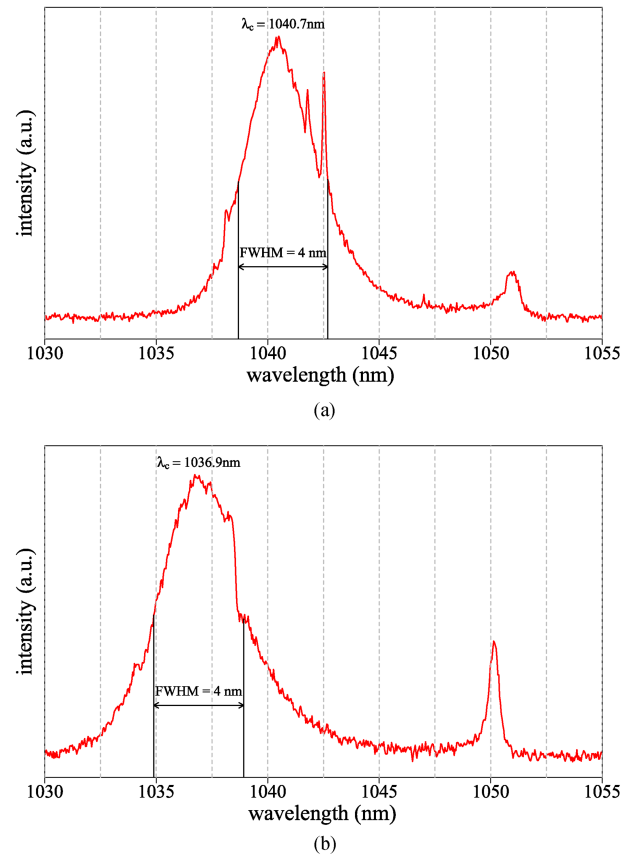 λc = 1040.7nm
intensity (a.u.)
FWHM = 4 nm
1030 1035 1040 1045 1050 1055
wavelength (nm)
(a)
λc = 1036.9nm
intensity (a.u.)
FWHM = 4 nm
1030 1035 1040 1045 1050 1055
wavelength (nm)
(b)